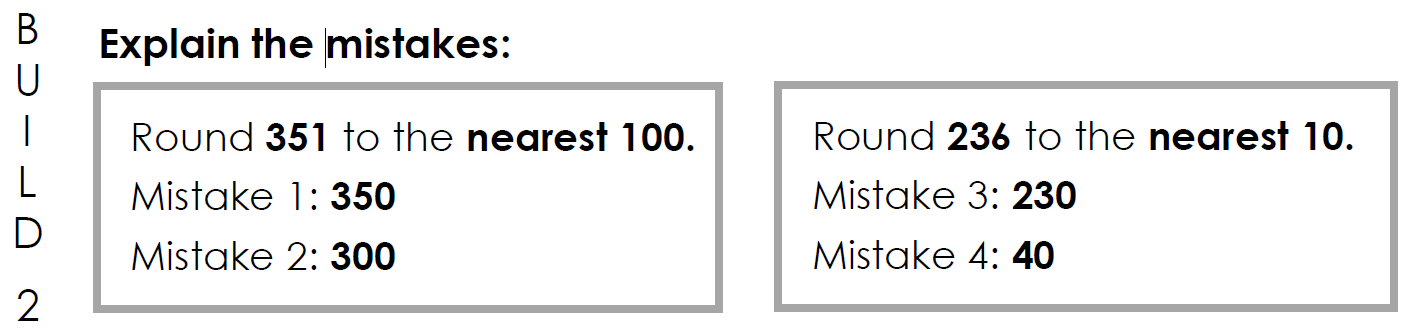 BUILD 2
Explain the mistakes:
Round 351 to the nearest 100.
Mistake 1: 350
Mistake 2: 300
Round 236 to the nearest 10.
Mistake 3: 230
Mistake 4: 40